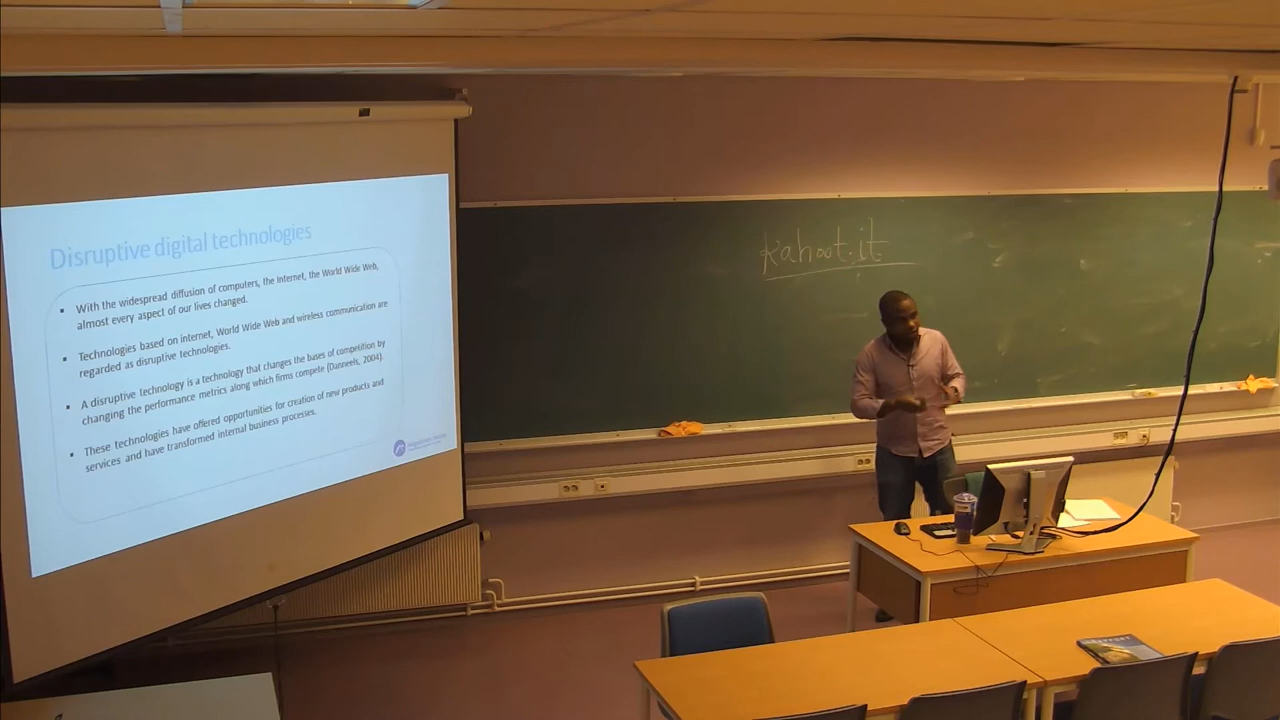 Disruptive digital technologies
▪ With the widespread diffusion of computers, the Internet, the World Wide Web,
almost every aspect of our lives changed.
▪ Technologies based on internet, World Wide Web and wireless communication are
regarded as disruptive technologies.
▪ A disruptive technology is a technology that changes the bases of competition by
changing the performance metrics along which firms compete (Danneels, 2004).
▪ These technologies have offered opportunities for creation of new products and
services and have transformed internal business processes.
kahoot.it